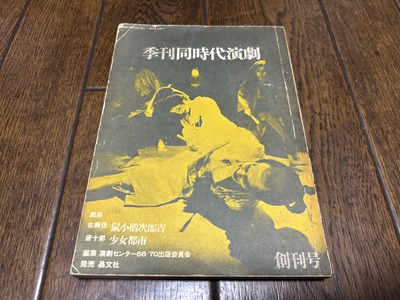 季刊同時代演劇
戯曲
佐藤信 鼠小僧次郎吉
唐十郎 少女都市
編集 演劇センター68/70出版委員会
発売 晶文社
創刊号